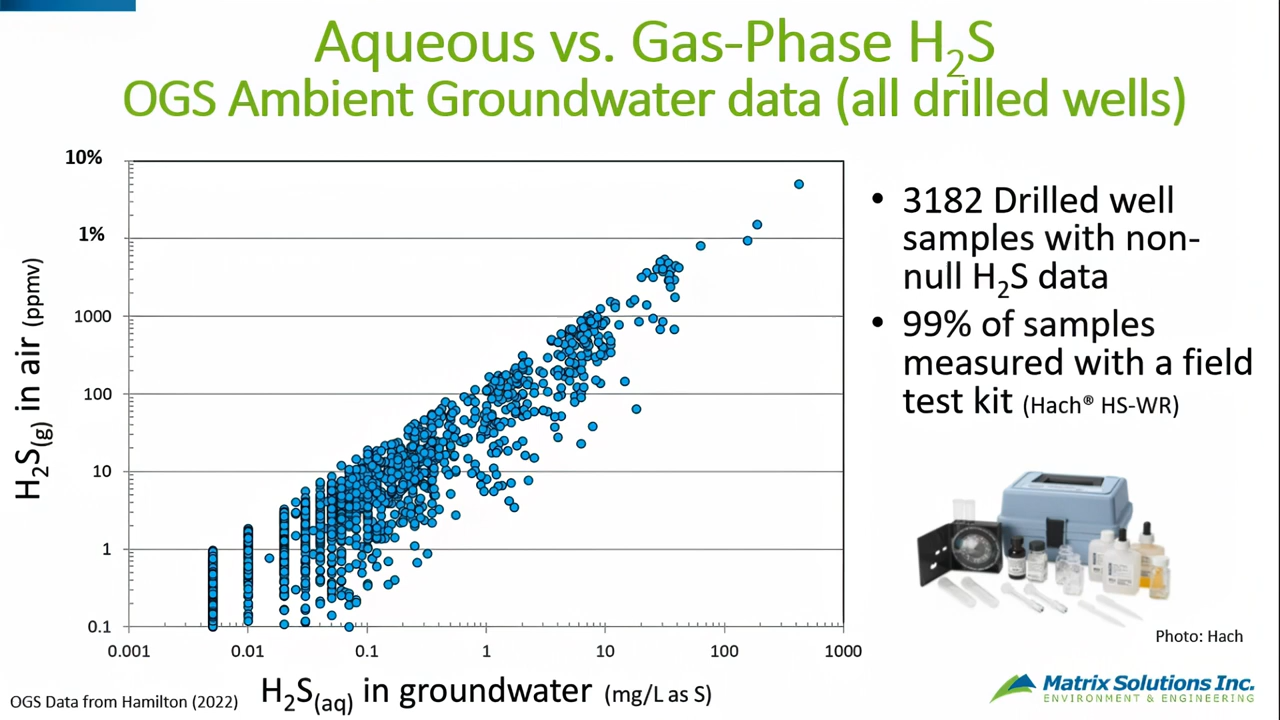 Aqueous vs. Gas-Phase H₂S
OGS Ambient Groundwater data (all drilled wells)
10%
1%
1000
100
10
1
0.1
H₂S(g) in air (ppmv)
0.001
0.01
0.1
1
10
100
1000
H₂S(aq) in groundwater (mg/L as S)
• 3182 Drilled well
samples with non-
null H₂S data
• 99% of samples
measured with a field
test kit (Hach® HS-WR)
Photo: Hach
OGS Data from Hamilton (2022)
Matrix Solutions Inc.
ENVIRONMENT & ENGINEERING